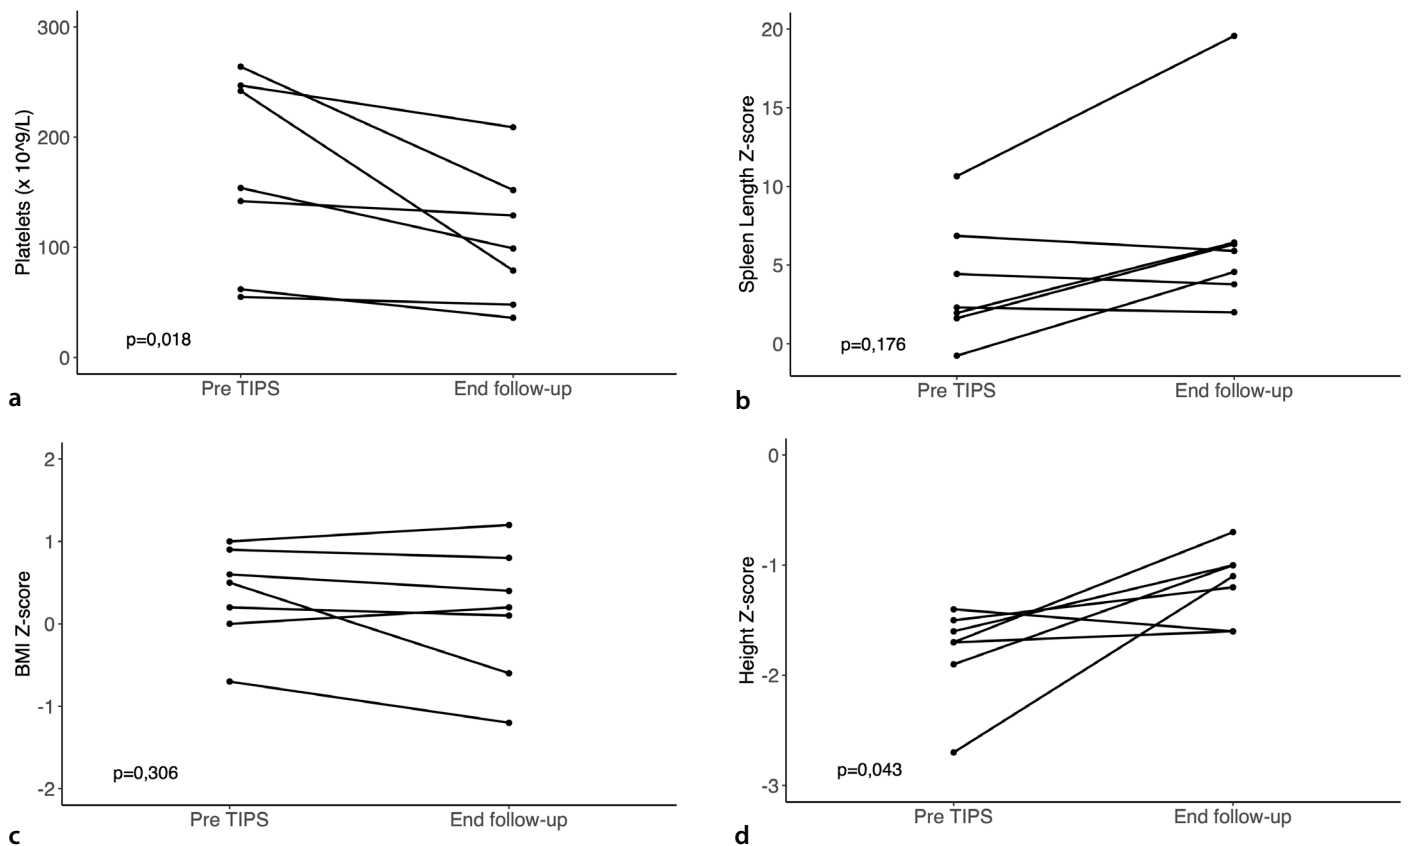 300
200
100
0
Platelets (x 10^9/L)
p=0,018
Pre TIPS
End follow-up
a
20
15
10
5
0
Spleen Length Z-score
p=0,176
Pre TIPS
End follow-up
b
2
1
0
-1
-2
BMI Z-score
p=0,306
Pre TIPS
End follow-up
c
0
-1
-2
-3
Height Z-score
p=0,043
Pre TIPS
End follow-up
d